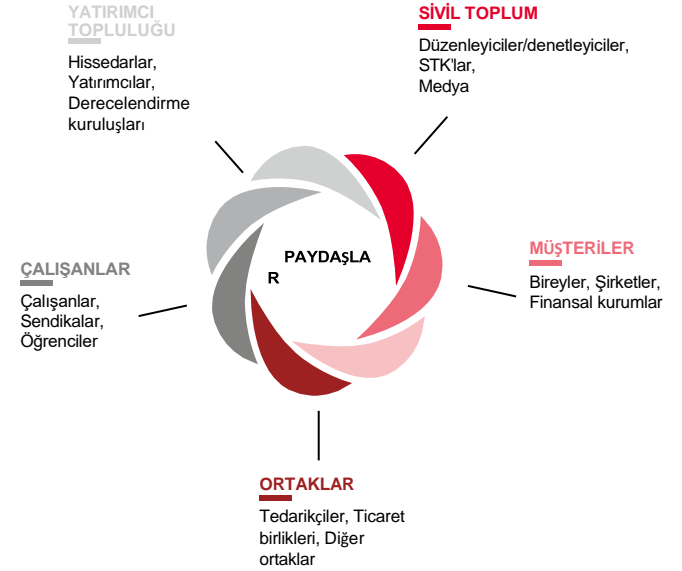 YATIRIMCI
TOPLULUĞU
Hissedarlar,
Yatırımcılar,
Derecelendirme
kuruluşları
SİVİL TOPLUM
Düzenleyiciler/denetleyiciler,
STK'lar,
Medya
PAYDAŞLA
R
MÜŞTERİLER
Bireyler, Şirketler,
Finansal kurumlar
ÇALIŞANLAR
Çalışanlar,
Sendikalar,
Öğrenciler
ORTAKLAR
Tedarikçiler, Ticaret
birlikleri, Diğer
ortaklar